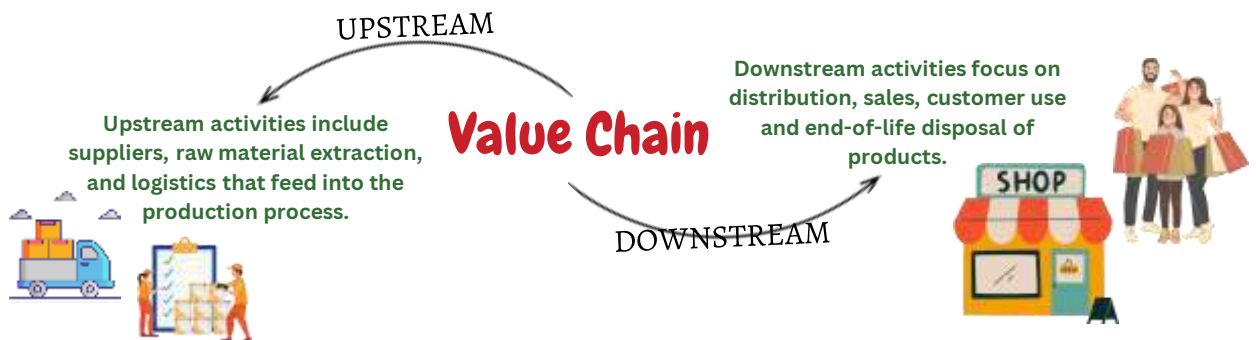 UPSTREAM
Upstream activities include
suppliers, raw material extraction,
and logistics that feed into the
production process.
Value Chain
Downstream activities focus on
distribution, sales, customer use
and end-of-life disposal of
products.
DOWNSTREAM
SHOP